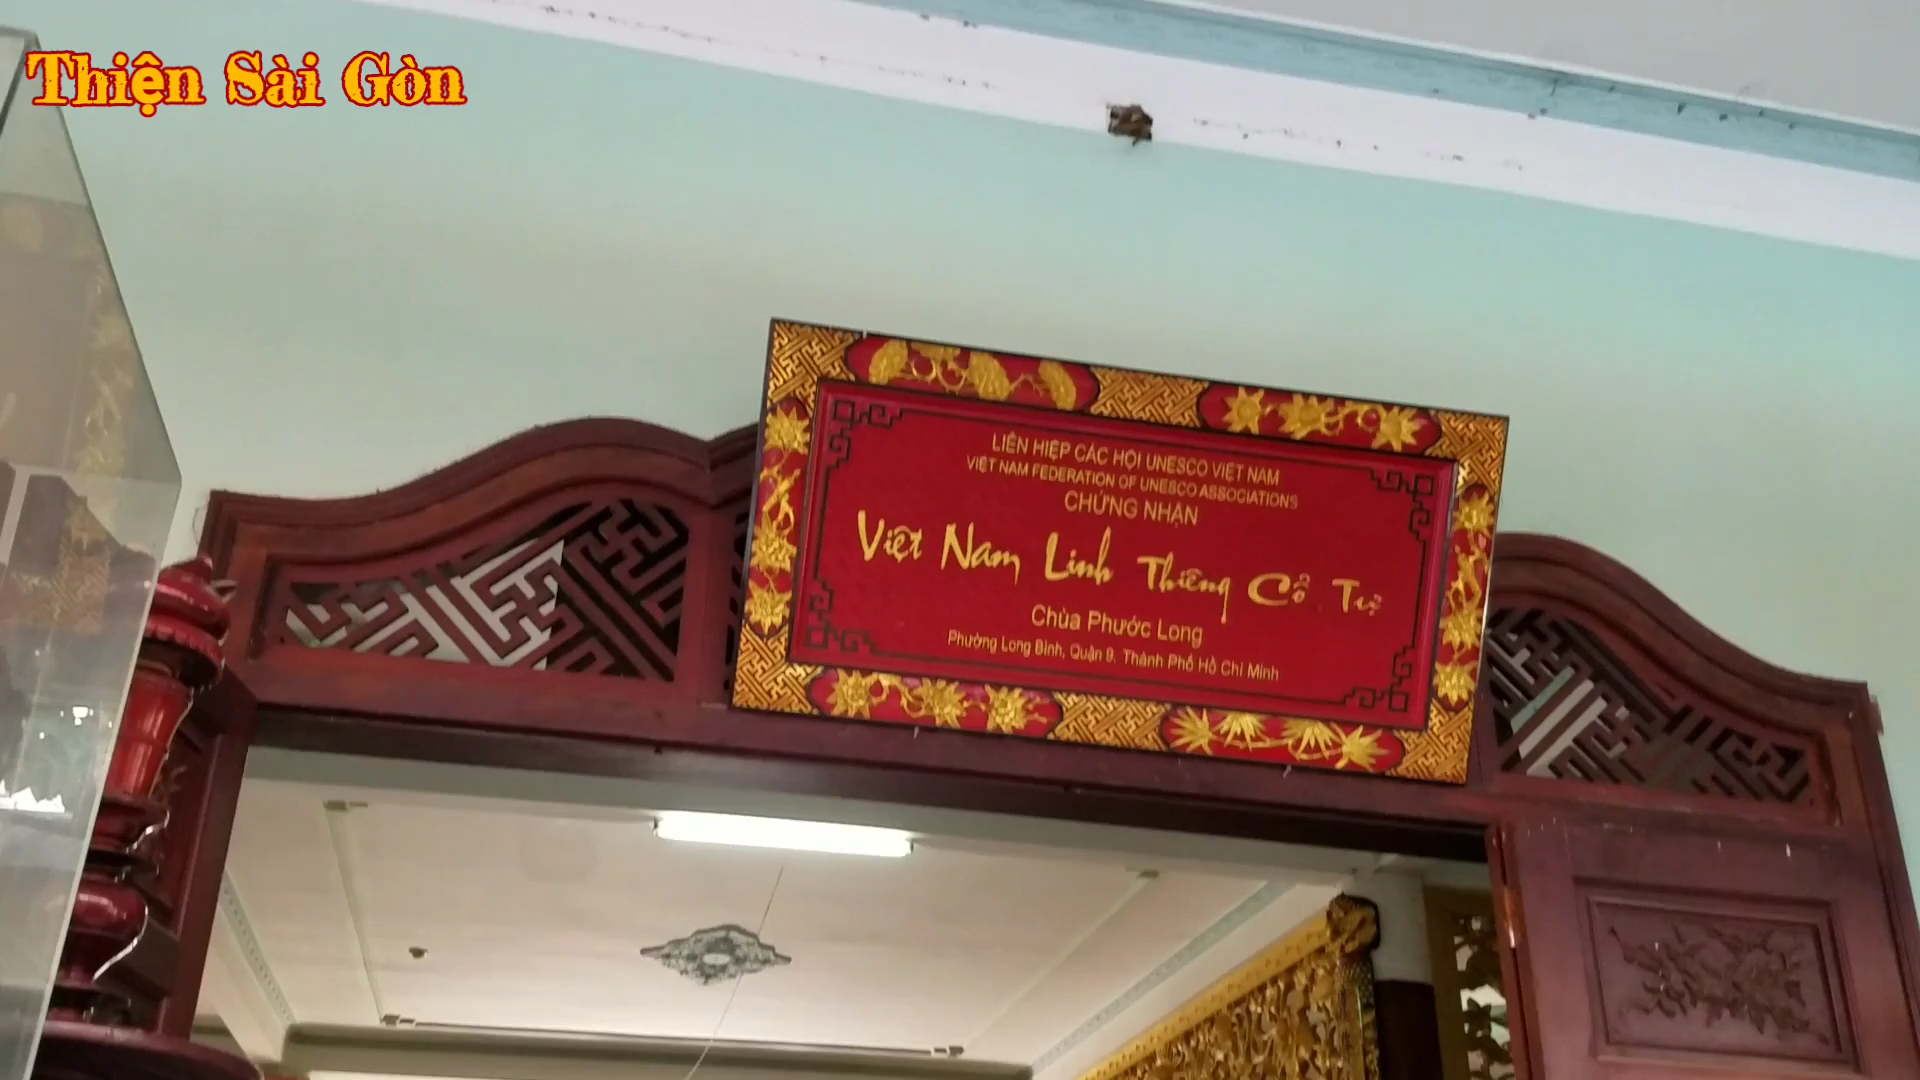 Thiện Sài Gòn
LIÊN HIỆP CÁC HỘI UNESCO VIỆT NAM
VIỆT NAM FEDERATION OF UNESCO ASSOCIATIONS
CHỨNG NHẬN
Việt Nam Linh Thiêng Cổ Tự
Chùa Phước Long
Phường Long Bình, Quận 9. Thành Phố Hồ Chí Minh